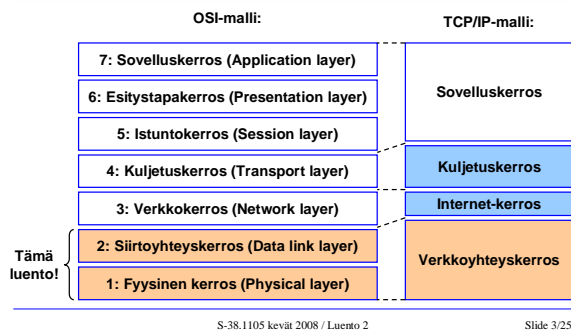 OSI-malli:
TCP/IP-malli:
7: Sovelluskerros (Application layer)
6: Esitystapakerros (Presentation layer)
5: Istuntokerros (Session layer)
4: Kuljetuskerros (Transport layer)
3: Verkkokerros (Network layer)
2: Siirtoyhteyskerros (Data link layer)
1: Fyysinen kerros (Physical layer)
Sovelluskerros
Kuljetuskerros
Internet-kerros
Verkkoyhteyskerros
Tämä
luento!
S-38.1105 kevät 2008 / Luento 2
Slide 3/25